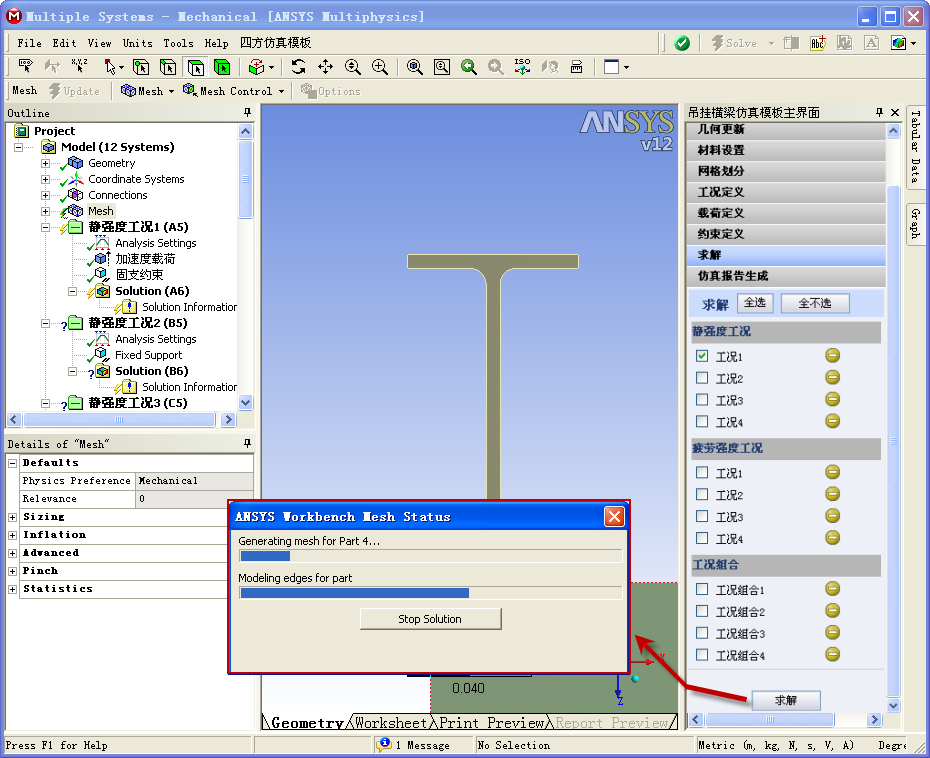 Multiple Systems - Mechanical [ANSYS Multiphysics]
File Edit View Units Tools Help 四方仿真模板
Solve
Mesh Update Mesh Mesh Control Options
Outline
Project
Model (12 Systems)
Geometry
Coordinate Systems
Connections
Mesh
静强度工况1 (A5)
Analysis Settings
加速度载荷
固支约束
Solution (A6)
Solution Information
静强度工况2 (B5)
Analysis Settings
Fixed Support
Solution (B6)
Solution Information
静强度工况3 (C5)
Details of "Mesh"
Defaults
Physics Preference Mechanical
Relevance 0
Sizing
Inflation
Advanced
Pinch
Statistics
ANSYS
v12
ANSYS Workbench Mesh Status
Generating mesh for Part 4...
Modeling edges for part
Stop Solution
0.040
X
Z
Geometry Worksheet Print Preview Report Preview
吊挂横梁仿真模板主界面
几何更新
材料设置
网格划分
工况定义
载荷定义
约束定义
求解
仿真报告生成
求解 全选 全不选
静强度工况
工况1
工况2
工况3
工况4
疲劳强度工况
工况1
工况2
工况3
工况4
工况组合
工况组合1
工况组合2
工况组合3
工况组合4
求解
Tabular Data
Graph
Press F1 for Help
1 Message
No Selection
Metric (m, kg, N, s, V, A) Degre